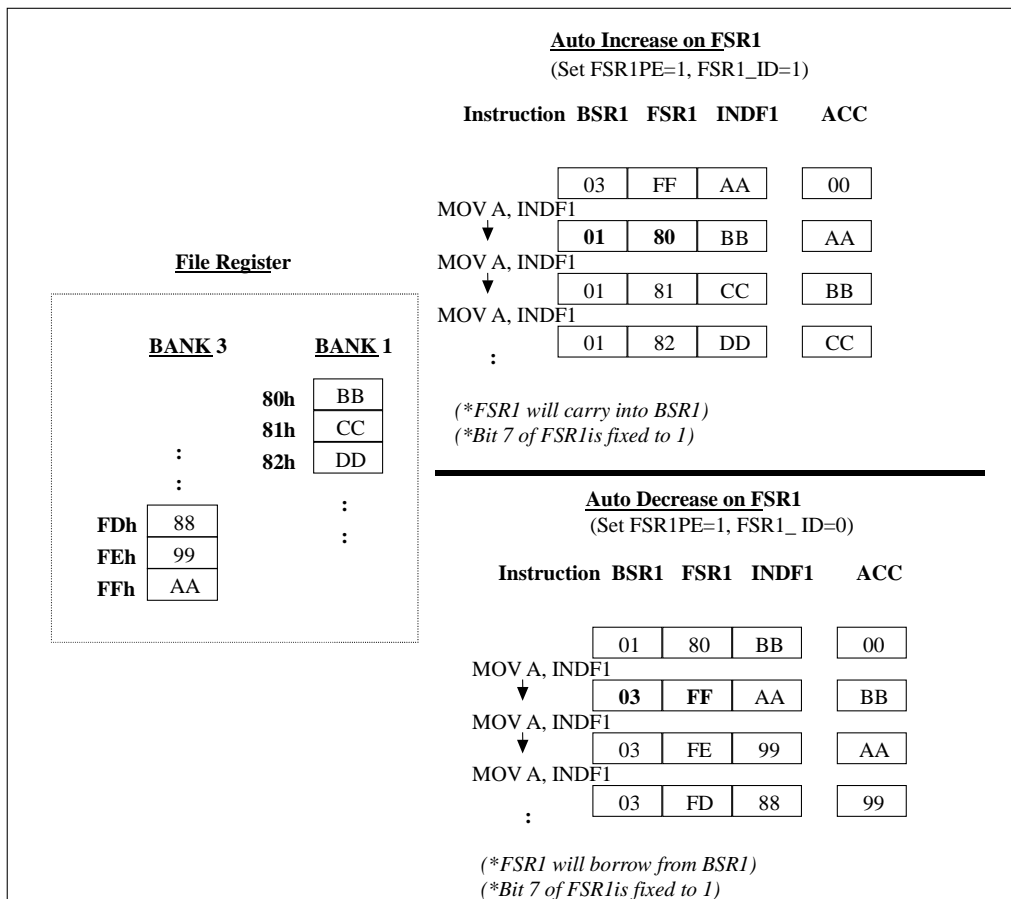 Auto Increase on FSR1
(Set FSR1PE=1, FSR1_ID=1)
Instruction BSR1 FSR1 INDF1 ACC
03 FF AA 00
MOV A, INDF1
01 80 BB AA
MOV A, INDF1
01 81 CC BB
MOV A, INDF1
01 82 DD CC
:
(*FSR1 will carry into BSR1)
(*Bit 7 of FSR1is fixed to 1)
File Register
BANK 3 BANK 1
80h BB
81h CC
82h DD
:
:
:
:
FDh 88
FEh 99
FFh AA
Auto Decrease on FSR1
(Set FSR1PE=1, FSR1_ ID=0)
Instruction BSR1 FSR1 INDF1 ACC
01 80 BB 00
MOV A, INDF1
03 FF AA BB
MOV A, INDF1
03 FE 99 AA
MOV A, INDF1
03 FD 88 99
:
(*FSR1 will borrow from BSR1)
(*Bit 7 of FSR1is fixed to 1)